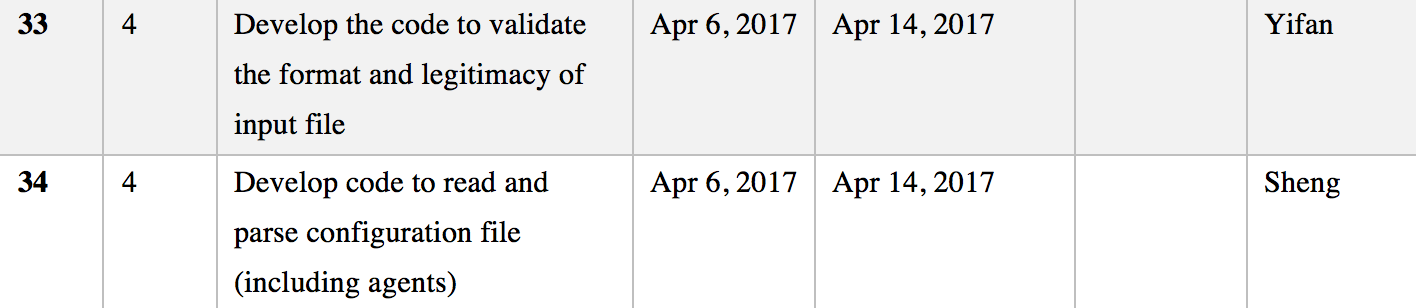 33 4 Develop the code to validate Apr 6, 2017 Apr 14, 2017 Yifan
the format and legitimacy of
input file
34 4 Develop code to read and Apr 6, 2017 Apr 14, 2017 Sheng
parse configuration file
(including agents)